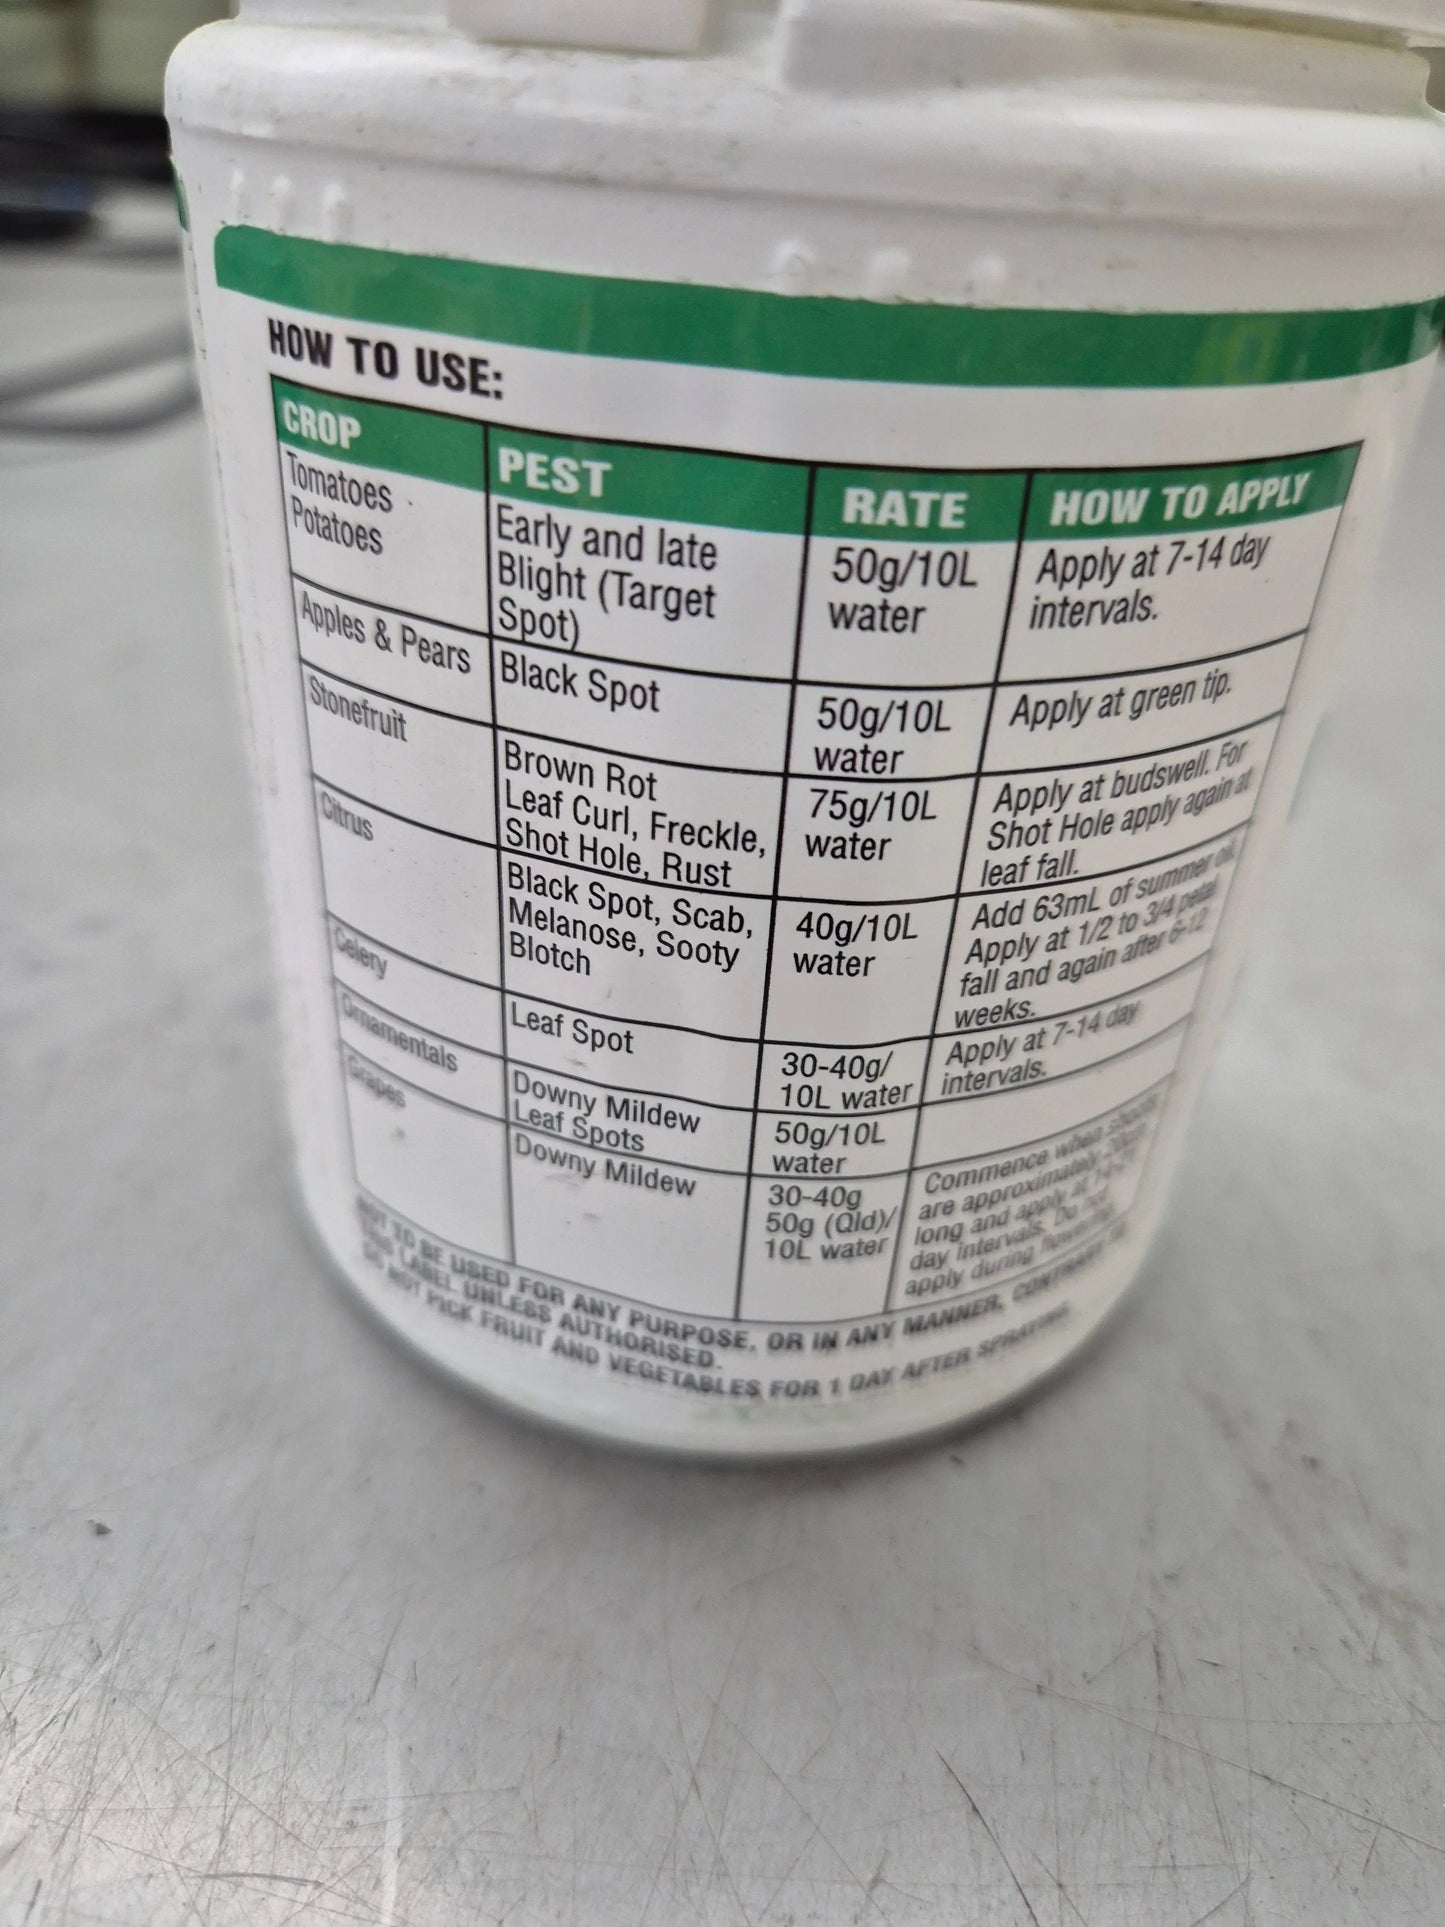 HOW TO USE:
CROP
PEST
RATE
HOW TO APPLY
Tomatoes
Potatoes
Early and late
Blight (Target
Spot)
50g/10L
water
Apply at 7-14 day
intervals.
Apples & Pears
Black Spot
50g/10L
water
Apply at green tip.
Stonefruit
Brown Rot
Leaf Curl, Freckle,
Shot Hole, Rust
75g/10L
water
Apply at budswell. For
Shot Hole apply again at
leaf fall.
Citrus
Black Spot, Scab,
Melanose, Sooty
Blotch
40g/10L
water
Add 63mL of summer oil.
Apply at 1/2 to 3/4 petal
fall and again after 6-12
weeks.
Celery
Leaf Spot
30-40g/
10L water
Apply at 7-14 day
intervals.
Ornamentals
Downy Mildew
Leaf Spots
50g/10L
water
Grapes
Downy Mildew
30-40g
50g (Qld)/
10L water
Commence when shoots
are approximately 20cm
long and apply at
day intervals. Do not
apply during flowering.
NOT TO BE USED FOR ANY PURPOSE, OR IN ANY MANNER, CONTRARY TO
THIS LABEL UNLESS AUTHORISED.
DO NOT PICK FRUIT AND VEGETABLES FOR 1 DAY AFTER SPRAYING.